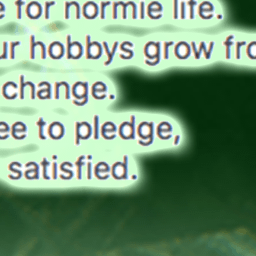 e for normie life.
ur hobbys grow fro
change.
ee to pledge,
satisfied.